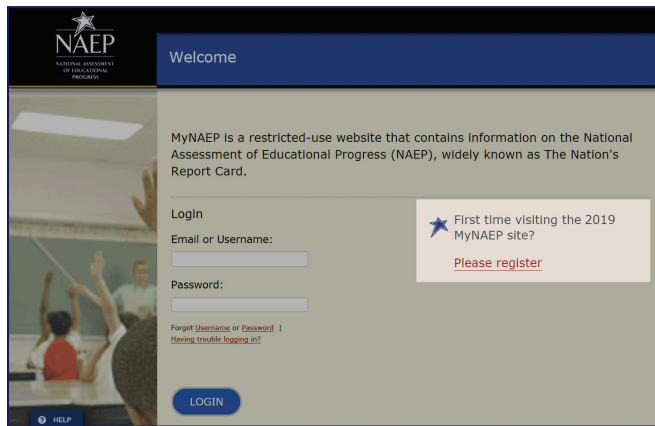 NAEP
NATIONAL ASSESSMENT
OF EDUCATIONAL
PROGRESS
Welcome
MyNAEP is a restricted-use website that contains information on the National
Assessment of Educational Progress (NAEP), widely known as The Nation's
Report Card.
Login
Email or Username:
Password:
Forgot Username or Password |
Having trouble logging in?
LOGIN
First time visiting the 2019
MyNAEP site?
Please register
? HELP